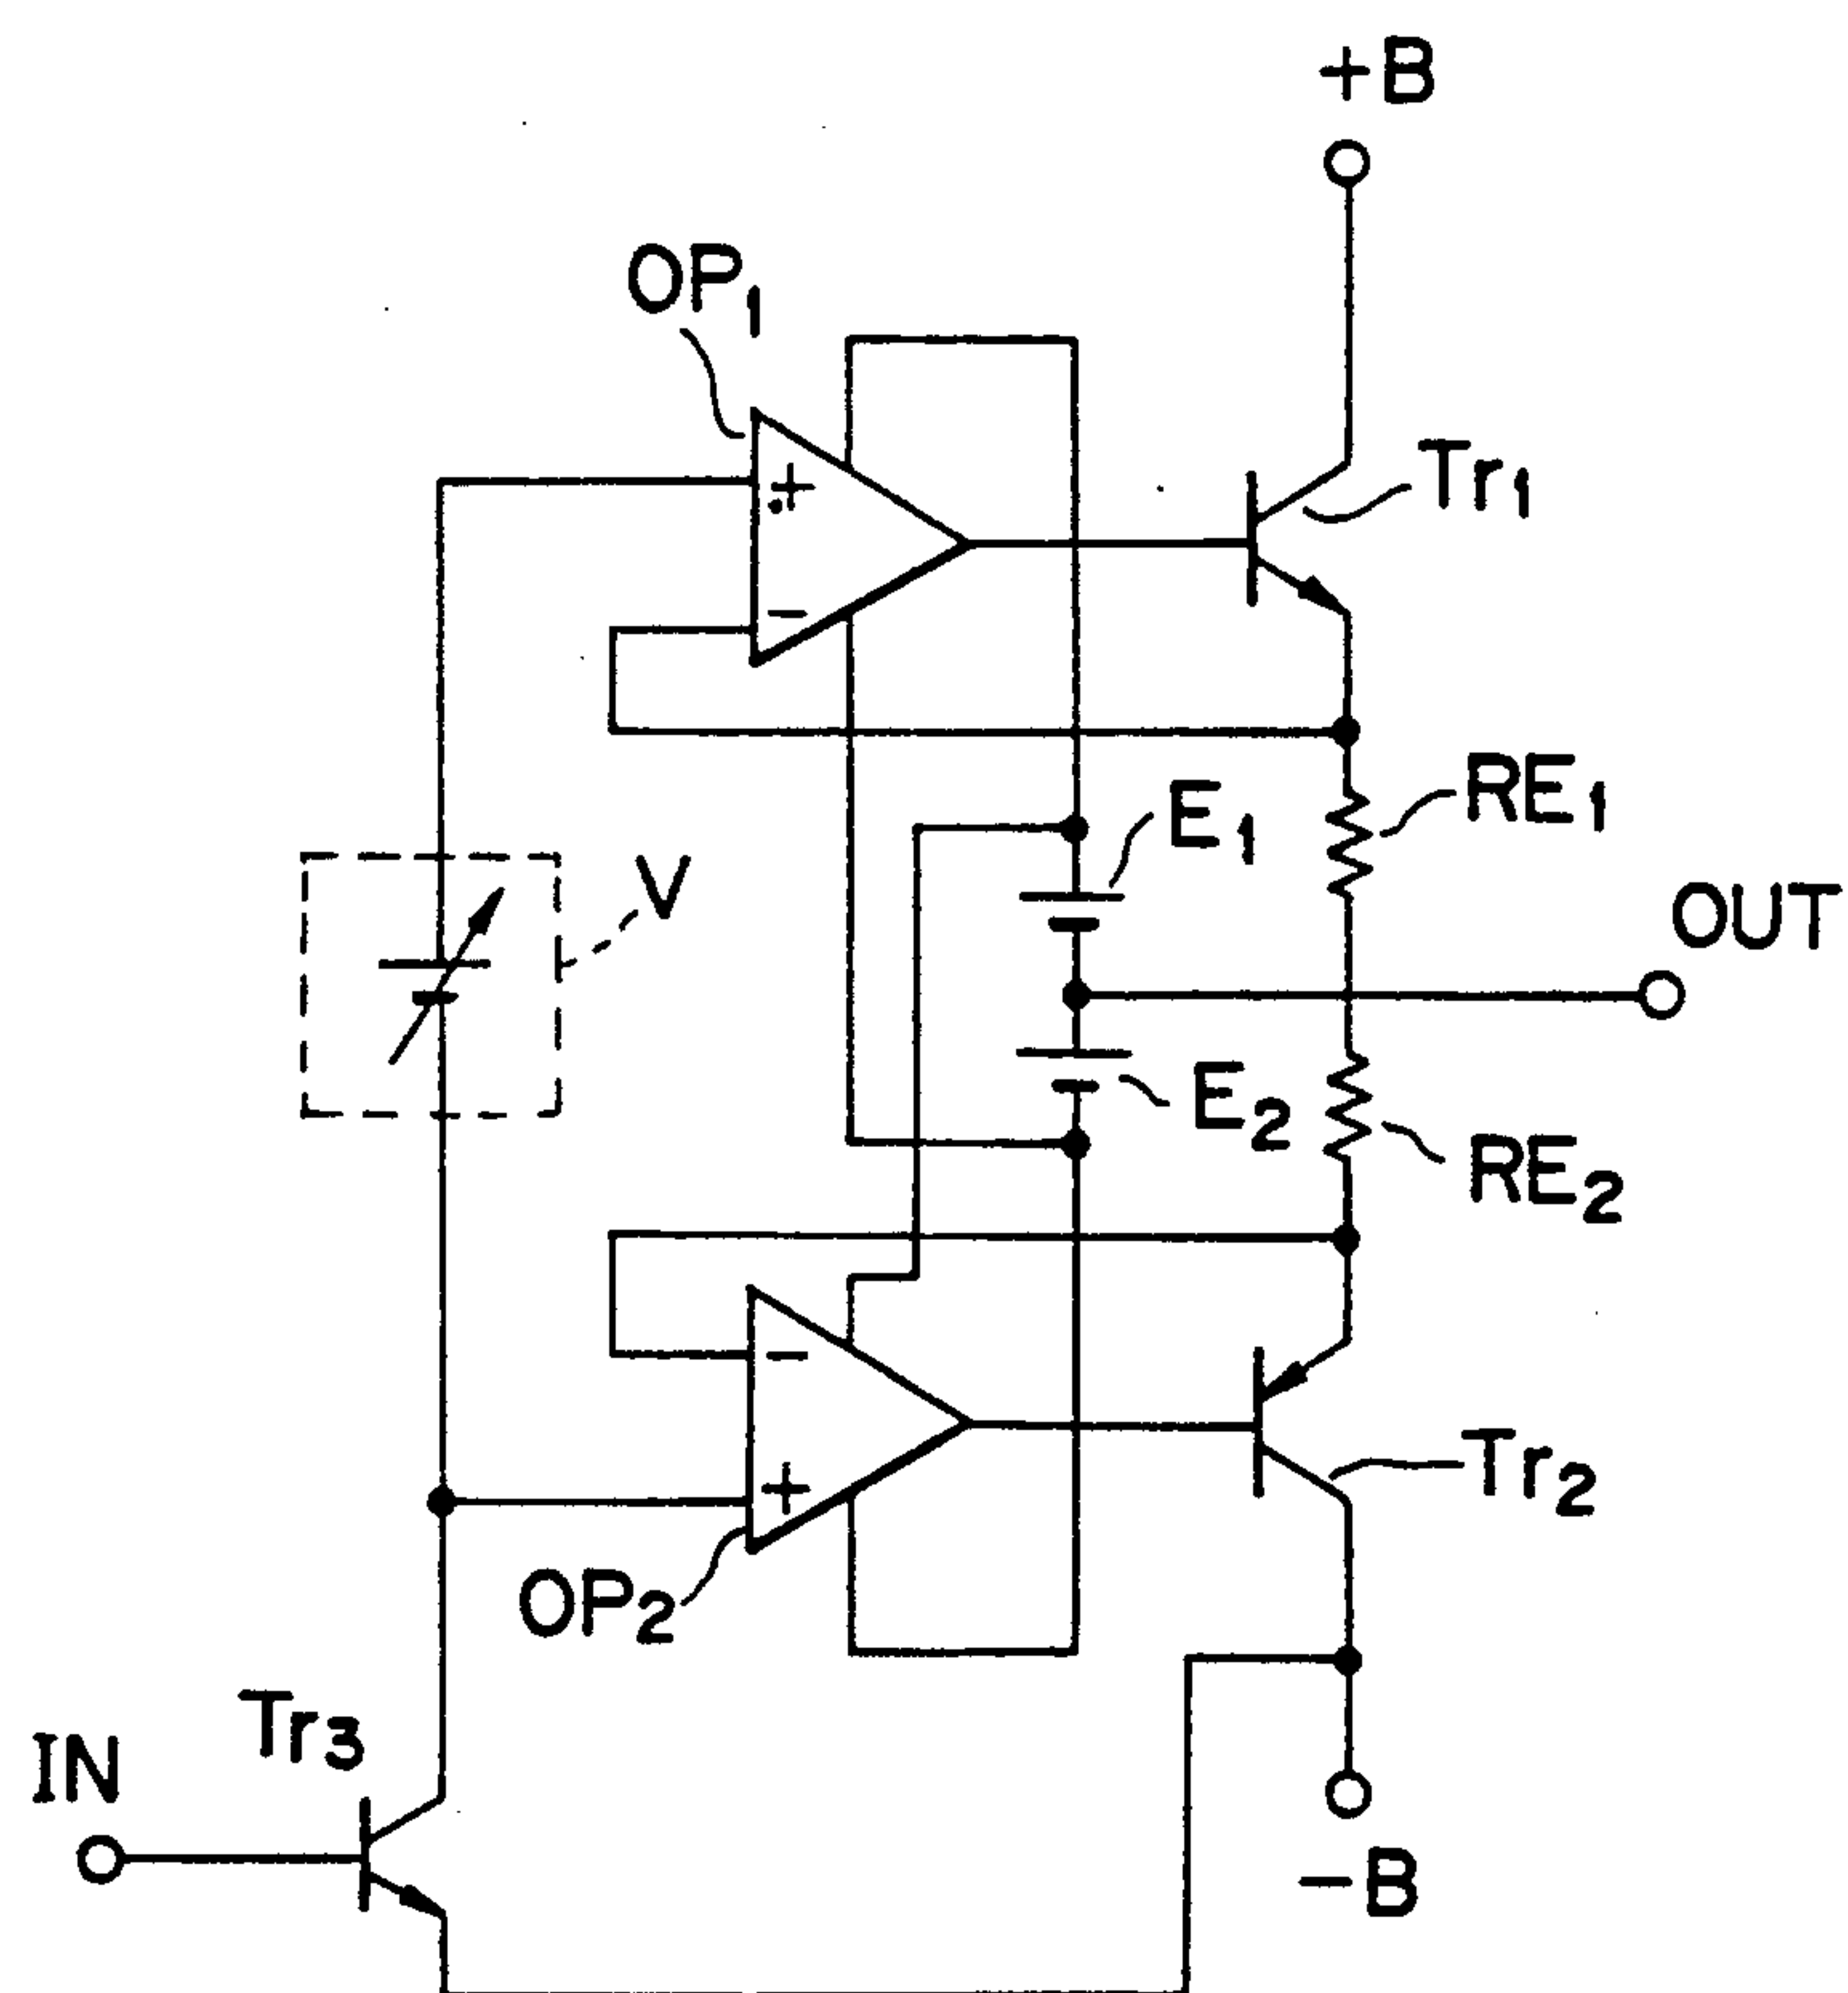 +B
OP1
+
Tr1
−
RE1
E1
V
OUT
E2
RE2
−
+
Tr2
OP2
Tr3
IN
−B